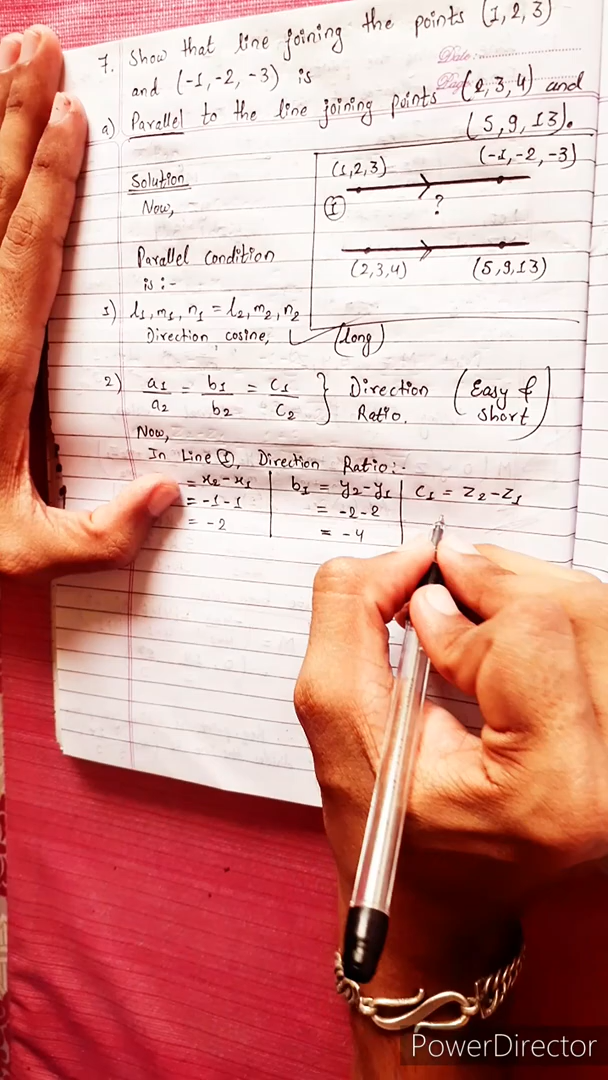 7. Show that line joining the points (1,2,3)
and (-1,-2,-3) is
Date:
a) Parallel to the line joining points (2,3,4) and
(5,9,13).
Solution
Now,
(1,2,3) (-1,-2,-3)
I ?
(2,3,4) (5,9,13)
Parallel condition
is :-
1) l1, m1, n1 = l2, m2, n2
Direction cosine, (long)
2) a1/a2 = b1/b2 = c1/c2 } Direction Ratio. (Easy & short)
Now,
In Line I, Direction Ratio:-
= x2-x1 b1 = y2-y1 c1 = z2-z1
= -1-1 = -2-2
= -2 = -4
PowerDirector